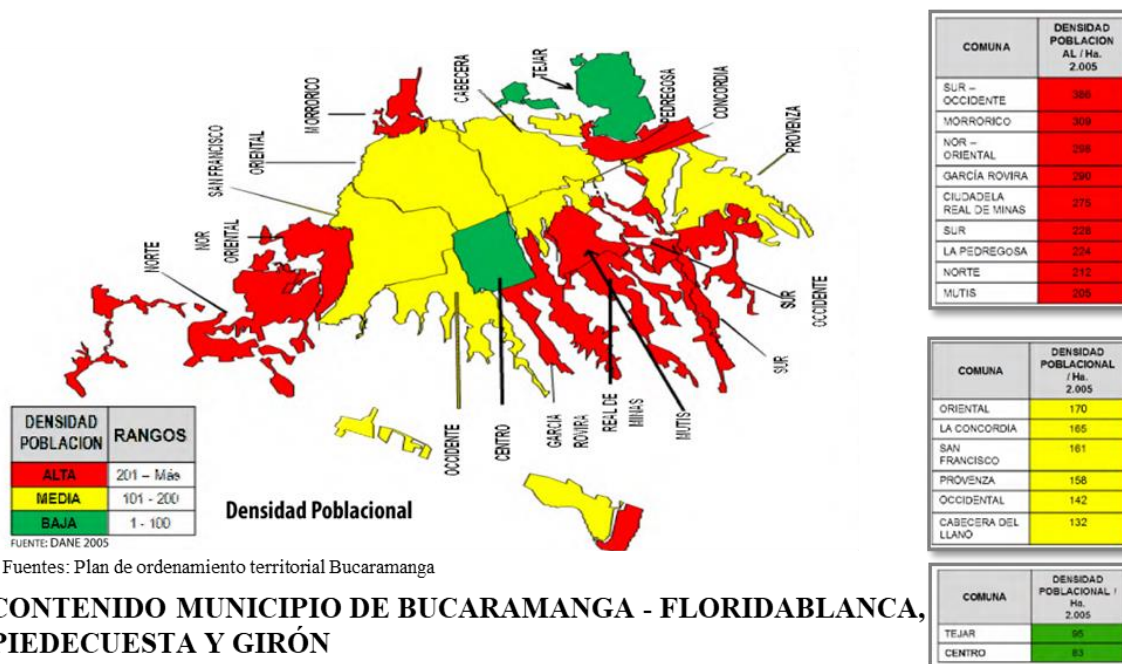 MORRORICO
CABECERA
TEJAR
PEDREGOSA
CONCORDIA
PROVENZA
SAN FRANCISCO
ORIENTAL
NOR
ORIENTAL
NORTE
SUR
OCCIDENTE
SUR
OCCIDENTE
CENTRO
GARCIA
ROVIRA
REAL DE
MINAS
MUTIS
DENSIDAD
POBLACION
RANGOS
ALTA 201 – Más
MEDIA 101 - 200
BAJA 1 - 100
FUENTE: DANE 2005
Densidad Poblacional
Fuentes: Plan de ordenamiento territorial Bucaramanga
CONTENIDO MUNICIPIO DE BUCARAMANGA - FLORIDABLANCA,
PIEDECUESTA Y GIRÓN
COMUNA
DENSIDAD
POBLACION
AL / Ha.
2.005
SUR –
OCCIDENTE
386
MORRORICO 309
NOR –
ORIENTAL
298
GARCÍA ROVIRA 290
CIUDADELA
REAL DE MINAS
275
SUR 228
LA PEDREGOSA 224
NORTE 212
MUTIS 205
COMUNA
DENSIDAD
POBLACIONAL
/ Ha.
2.005
ORIENTAL 170
LA CONCORDIA 165
SAN
FRANCISCO
161
PROVENZA 158
OCCIDENTAL 142
CABECERA DEL
LLANO
132
COMUNA
DENSIDAD
POBLACIONAL /
Ha.
2.005
TEJAR 95
CENTRO 83